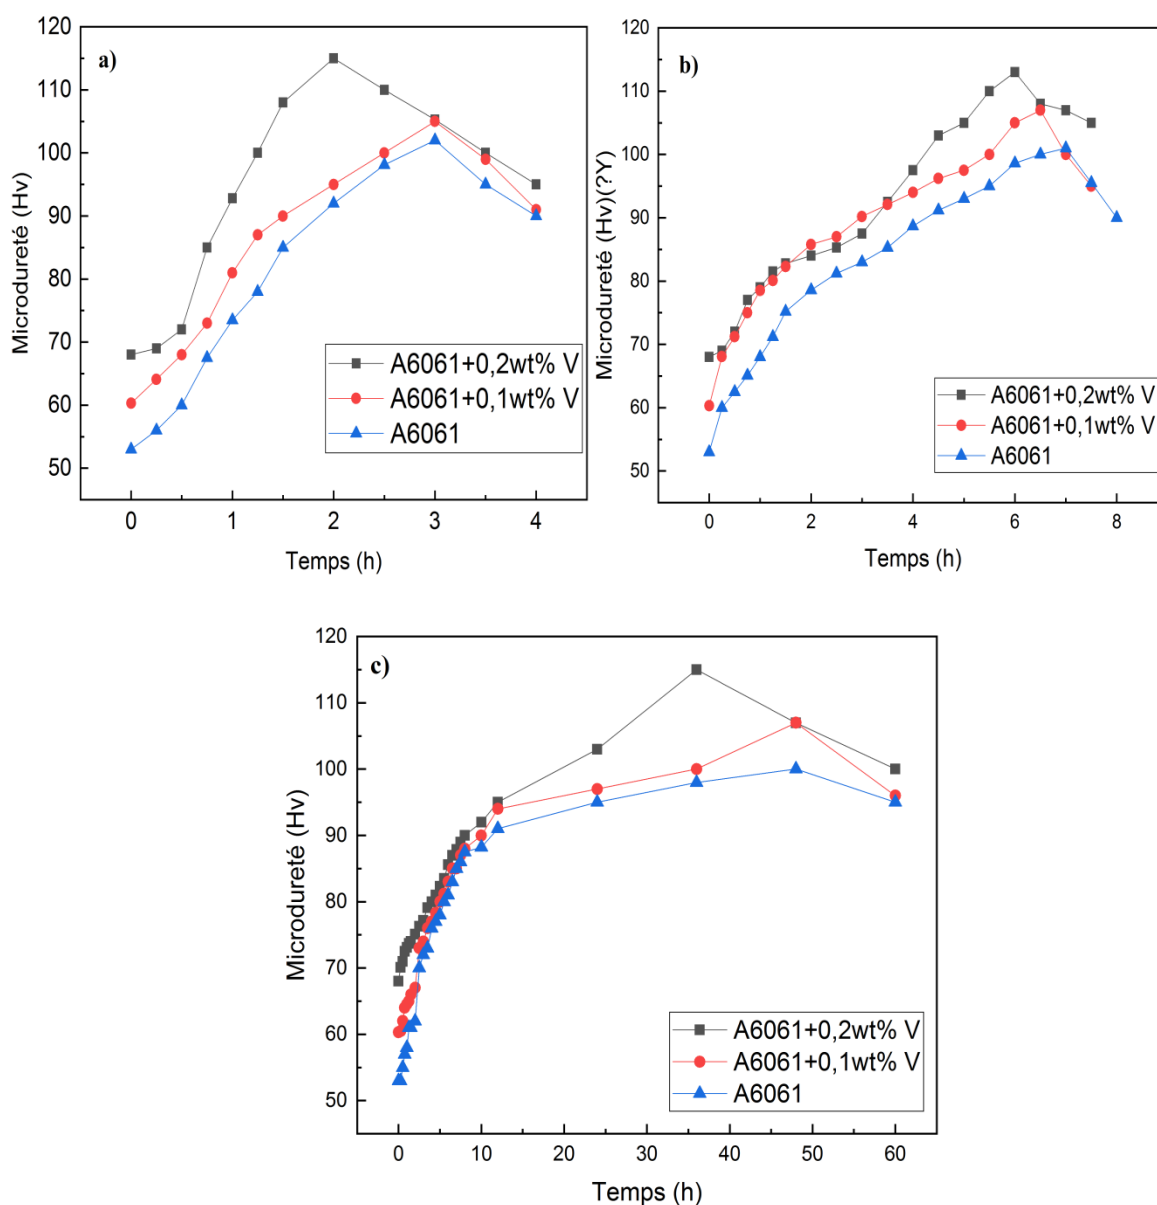 a)
120
110
100
90
80
70
60
50
Microdureté (Hv)
0
1
2
3
4
Temps (h)
A6061+0,2wt% V
A6061+0,1wt% V
A6061
b)
120
110
100
90
80
70
60
50
Microdureté (Hv)(?Y)
0
2
4
6
8
Temps (h)
A6061+0,2wt% V
A6061+0,1wt% V
A6061
c)
120
110
100
90
80
70
60
50
Microdureté (Hv)
0
10
20
30
40
50
60
Temps (h)
A6061+0,2wt% V
A6061+0,1wt% V
A6061